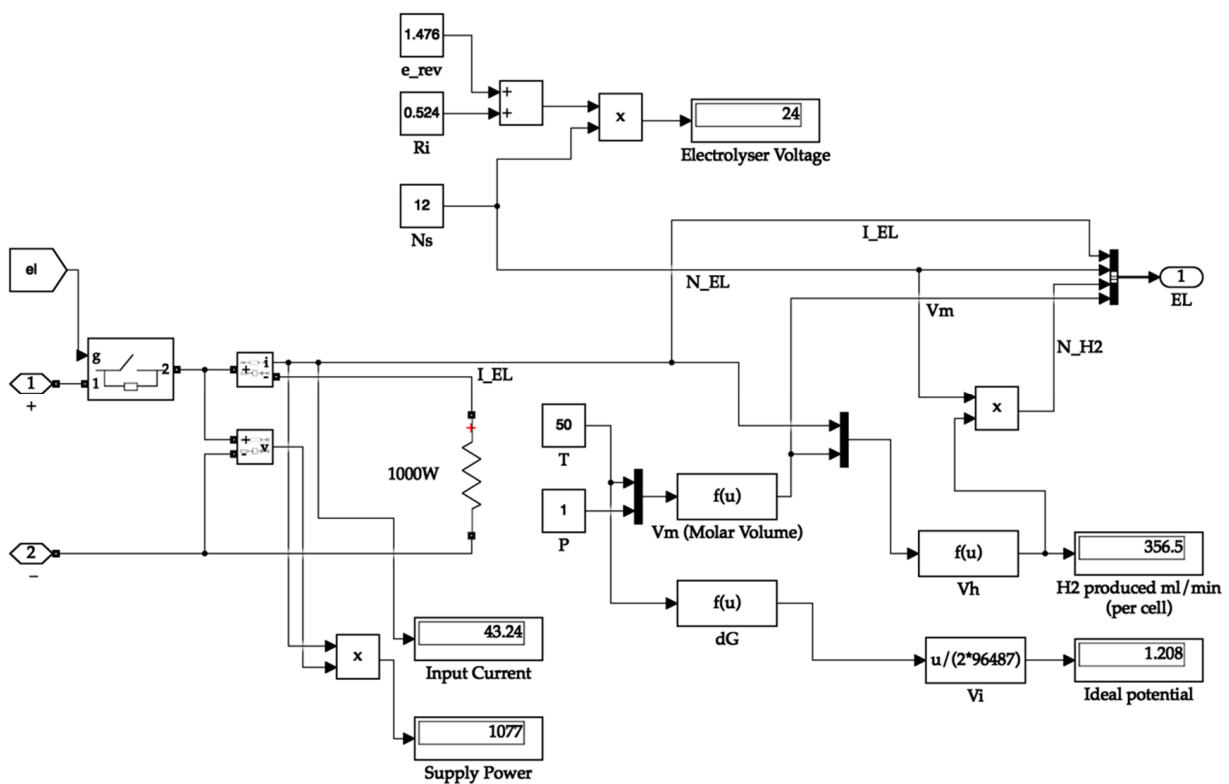 1.476
e_rev
+
+
0.524
Ri
x
24
Electrolyser Voltage
12
Ns
I_EL
el
N_EL
1
EL
Vm
g
1
2
1
+
+
-
i
I_EL
N_H2
x
50
T
+
-
v
+
1000W
f(u)
Vm (Molar Volume)
1
P
2
−
f(u)
Vh
356.5
H2 produced ml/min
(per cell)
f(u)
dG
43.24
Input Current
x
u/(2*96487)
Vi
1.208
Ideal potential
1077
Supply Power